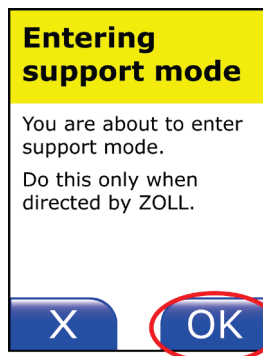 Entering
support mode
You are about to enter
support mode.
Do this only when
directed by ZOLL.
X
OK